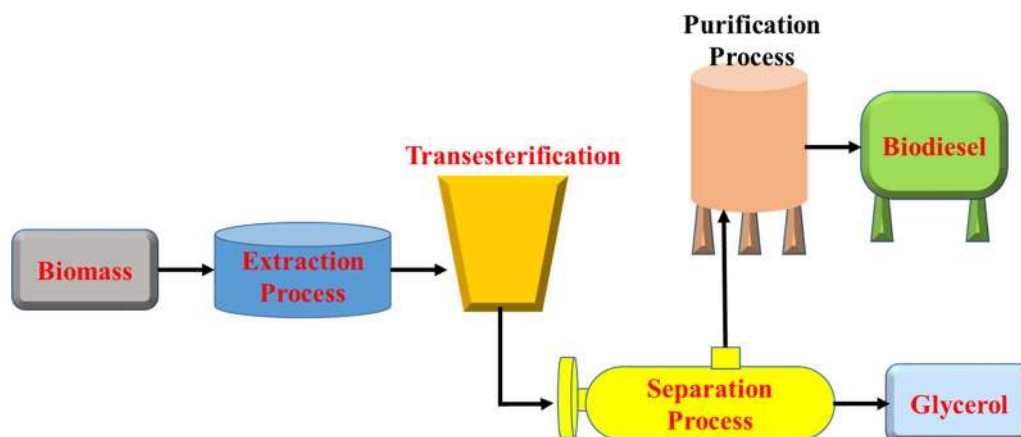 Purification
Process
Biodiesel
Transesterification
Biomass
Extraction
Process
Separation
Process
Glycerol